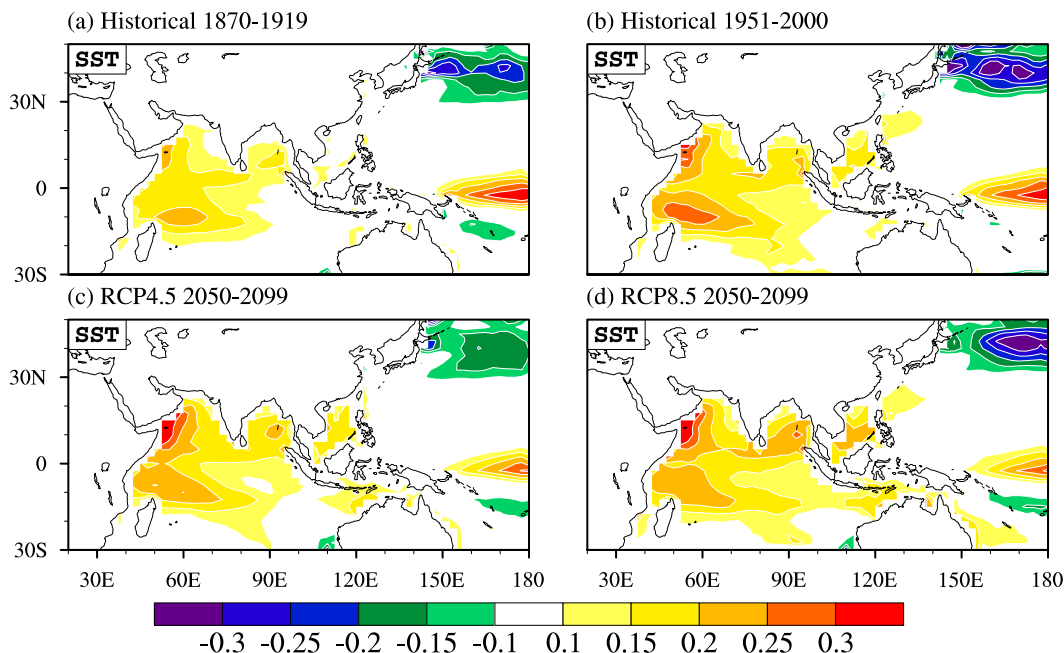 (a) Historical 1870-1919
(b) Historical 1951-2000
SST
SST
30N
0
30S
(c) RCP4.5 2050-2099
(d) RCP8.5 2050-2099
SST
SST
30N
0
30S
30E 60E 90E 120E 150E 180
30E 60E 90E 120E 150E 180
-0.3 -0.25 -0.2 -0.15 -0.1 0.1 0.15 0.2 0.25 0.3